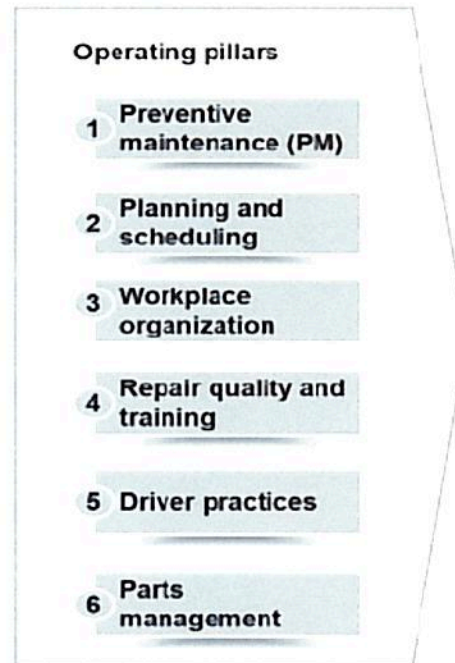 Operating pillars
1 Preventive
maintenance (PM)
2 Planning and
scheduling
3 Workplace
organization
4 Repair quality and
training
5 Driver practices
6 Parts
management